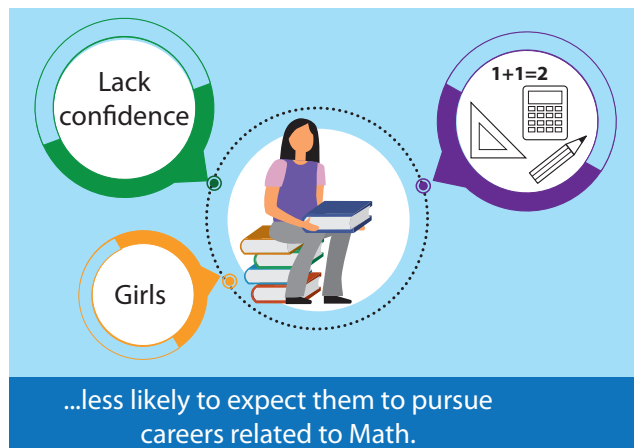 Lack
confidence
1+1=2
Girls
...less likely to expect them to pursue
careers related to Math.